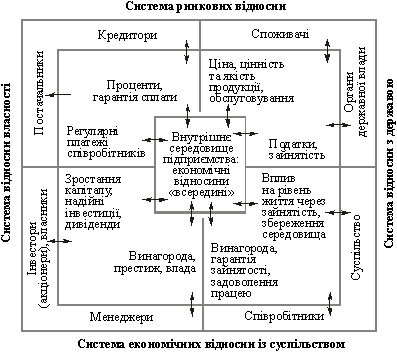 Система ринкових відносин
Кредитори
Споживачі
Система відносин власності
Постачальники
Проценти,
гарантія сплати
Ціна, цінність
та якість
продукції,
обслуговування
Органи
державної влади
Система відносин з державою
Регулярні
платежі
співробітників
Внутрішнє
середовище
підприємства:
економічні
відносини
«всередині»
Податки,
зайнятість
Інвестори
(акціонери), власники
Зростання
капіталу,
надійні
інвестиції,
дивіденди
Вплив
на рівень
життя через
зайнятість,
збереження
середовища
Суспільство
Винагорода,
престиж, влада
Винагорода,
гарантія
зайнятості,
задоволення
працею
Менеджери
Співробітники
Система економічних відносин із суспільством